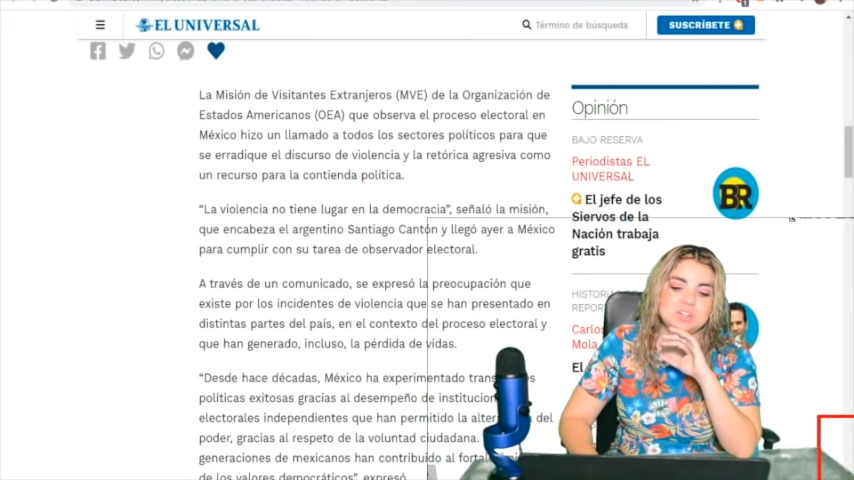 EL UNIVERSAL
Término de búsqueda
SUSCRÍBETE
La Misión de Visitantes Extranjeros (MVE) de la Organización de
Estados Americanos (OEA) que observa el proceso electoral en
México hizo un llamado a todos los sectores políticos para que
se erradique el discurso de violencia y la retórica agresiva como
un recurso para la contienda política.
“La violencia no tiene lugar en la democracia”, señaló la misión,
que encabeza el argentino Santiago Cantón y llegó ayer a México
para cumplir con su tarea de observador electoral.
A través de un comunicado, se expresó la preocupación que
existe por los incidentes de violencia que se han presentado en
distintas partes del país, en el contexto del proceso electoral y
que han generado, incluso, la pérdida de vidas.
“Desde hace décadas, México ha experimentado
políticas exitosas gracias al desempeño de
electorales independientes que han permitido la
poder, gracias al respeto de la voluntad ciudadana.
generaciones de mexicanos han contribuido al
de los valores democráticos”, expresó
Opinión
BAJO RESERVA
Periodistas EL
UNIVERSAL
El jefe de los
Siervos de la
Nación trabaja
gratis
BR
Mola
El